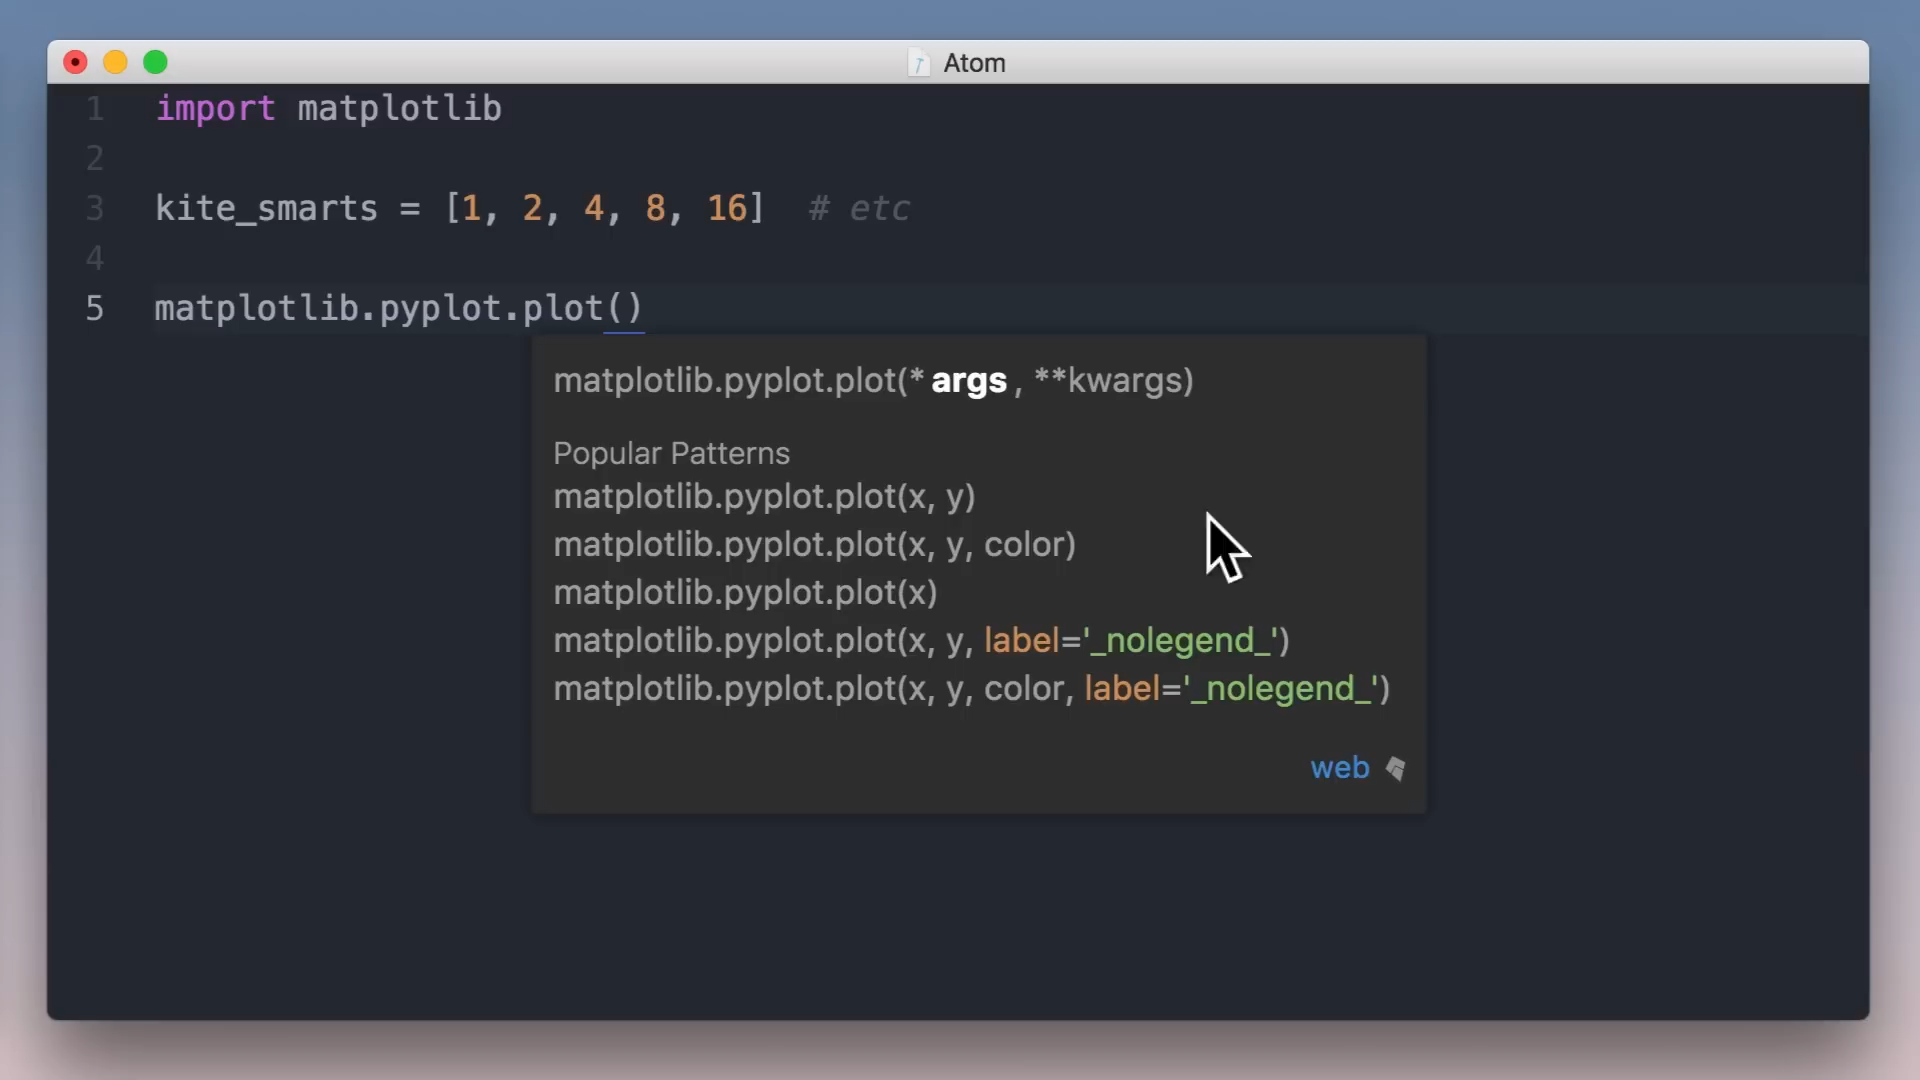 Atom
1 import matplotlib
2
3 kite_smarts = [1, 2, 4, 8, 16]  # etc
4
5 matplotlib.pyplot.plot()
matplotlib.pyplot.plot(*args, **kwargs)
Popular Patterns
matplotlib.pyplot.plot(x, y)
matplotlib.pyplot.plot(x, y, color)
matplotlib.pyplot.plot(x)
matplotlib.pyplot.plot(x, y, label='_nolegend_')
matplotlib.pyplot.plot(x, y, color, label='_nolegend_')
web